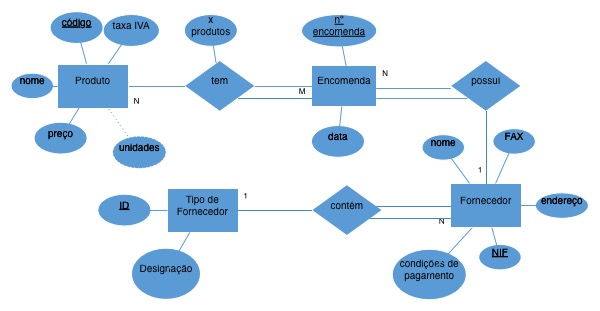 código
taxa IVA
x
produtos
nº
encomenda
nome
Produto
tem
Encomenda
N
possui
N
M
preço
unidades
data
nome
FAX
1
ID
Tipo de
Fornecedor
1
contém
Fornecedor
endereço
N
Designação
condições de
pagamento
NIF